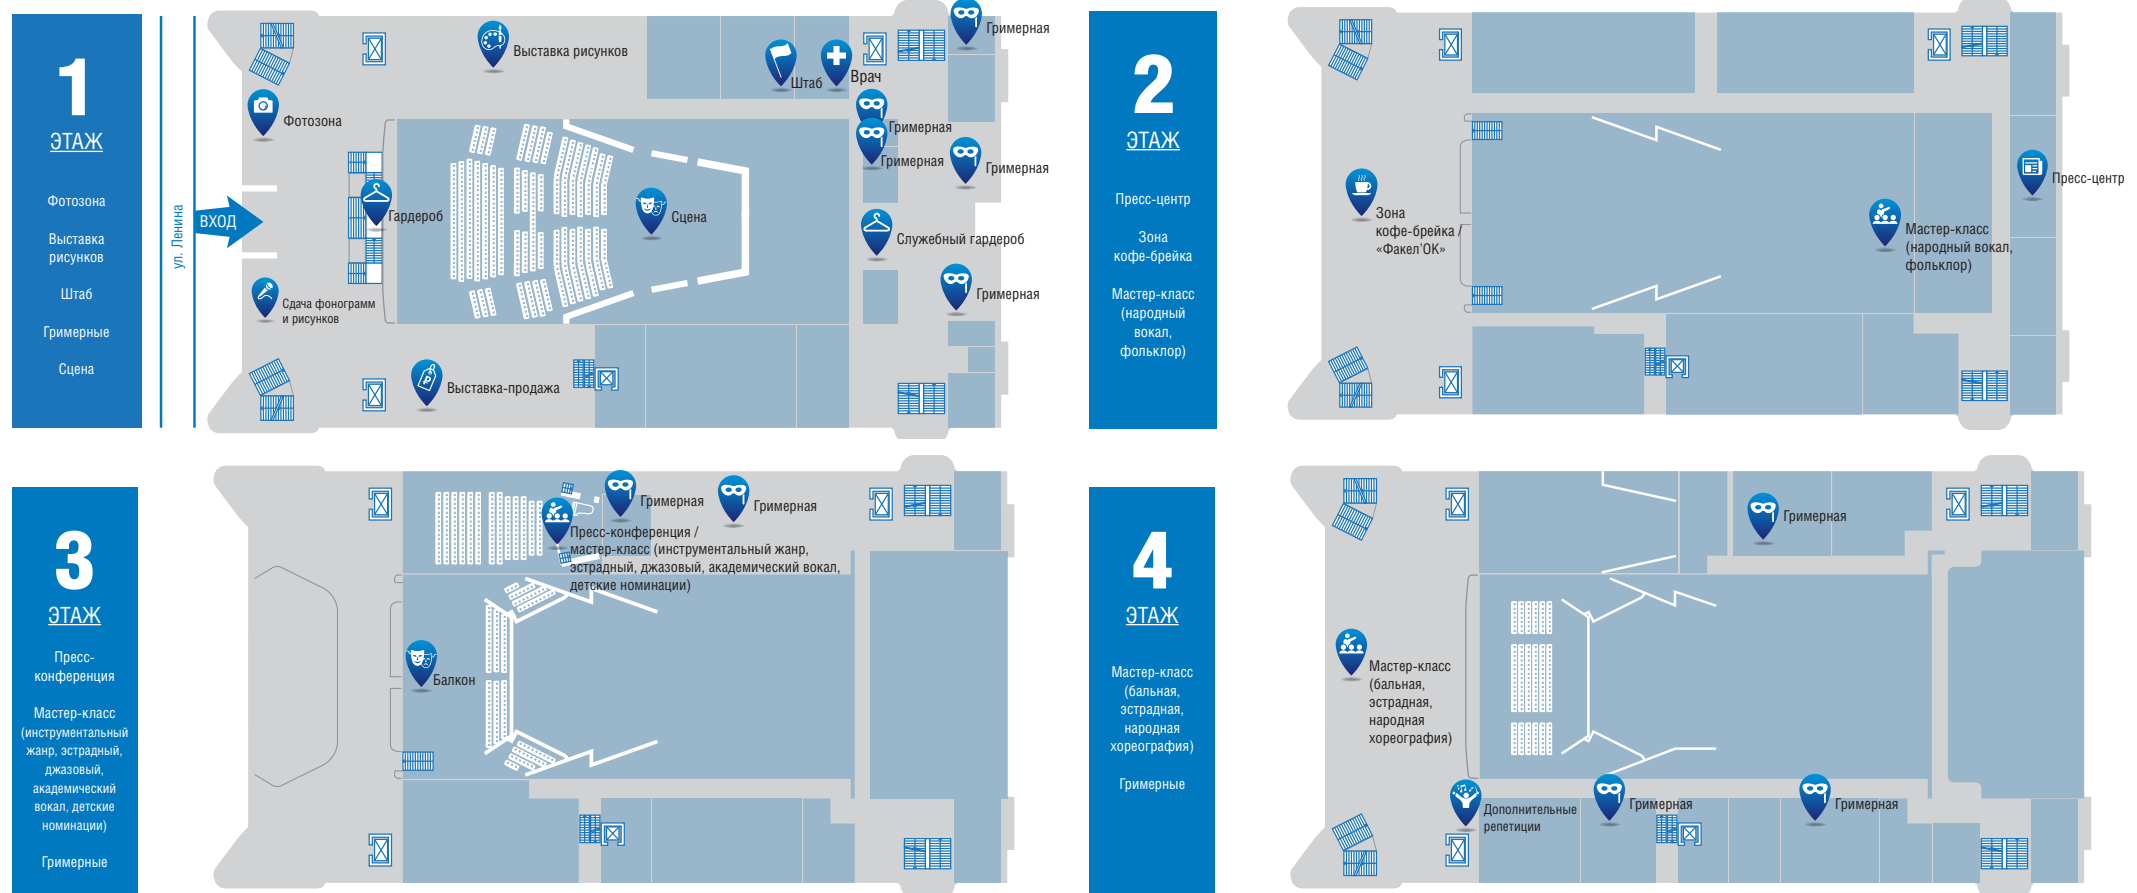 1
ЭТАЖ
Фотозона
Выставка
рисунков
Штаб
Гримерные
Сцена
ул. Ленина
ВХОД
Гримерная
Выставка рисунков
Штаб
Врач
Фотозона
Гримерная
Гримерная
Гримерная
Гардероб
Сцена
Служебный гардероб
Гримерная
Сдача фонограмм
и рисунков
Выставка-продажа
2
ЭТАЖ
Пресс-центр
Зона
кофе-брейка
Мастер-класс
(народный
вокал,
фольклор)
Пресс-центр
Зона
кофе-брейка /
«Факел'ОК»
Мастер-класс
(народный вокал,
фольклор)
3
ЭТАЖ
Пресс-
конференция
Мастер-класс
(инструментальный
жанр, эстрадный,
джазовый,
академический
вокал, детские
номинации)
Гримерные
Гримерная
Гримерная
Пресс-конференция /
мастер-класс (инструментальный жанр,
эстрадный, джазовый, академический вокал,
детские номинации)
Балкон
4
ЭТАЖ
Мастер-класс
(бальная,
эстрадная,
народная
хореография)
Гримерные
Гримерная
Мастер-класс
(бальная,
эстрадная,
народная
хореография)
Дополнительные
репетиции
Гримерная
Гримерная